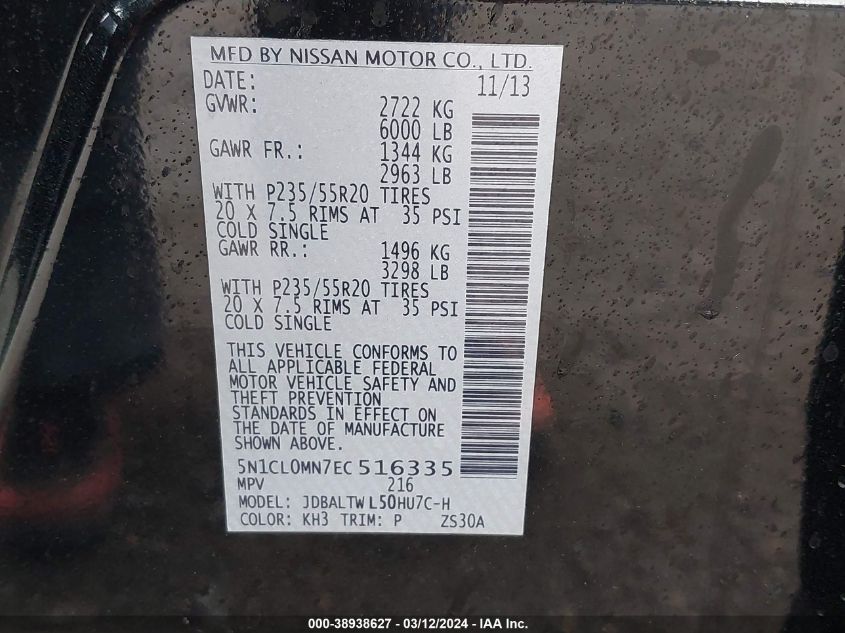 MFD BY NISSAN MOTOR CO., LTD.
DATE: 11/13
GVWR: 2722 KG
6000 LB
GAWR FR.: 1344 KG
2963 LB
WITH P235/55R20 TIRES
20 X 7.5 RIMS AT 35 PSI
COLD SINGLE
GAWR RR.: 1496 KG
3298 LB
WITH P235/55R20 TIRES
20 X 7.5 RIMS AT 35 PSI
COLD SINGLE
THIS VEHICLE CONFORMS TO
ALL APPLICABLE FEDERAL
MOTOR VEHICLE SAFETY AND
THEFT PREVENTION
STANDARDS IN EFFECT ON
THE DATE OF MANUFACTURE
SHOWN ABOVE.
5N1CL0MN7EC516335
MPV 216
MODEL: JDBALTWL50HU7C-H
COLOR: KH3 TRIM: P ZS30A
000-38938627 - 03/12/2024 - IAA Inc.